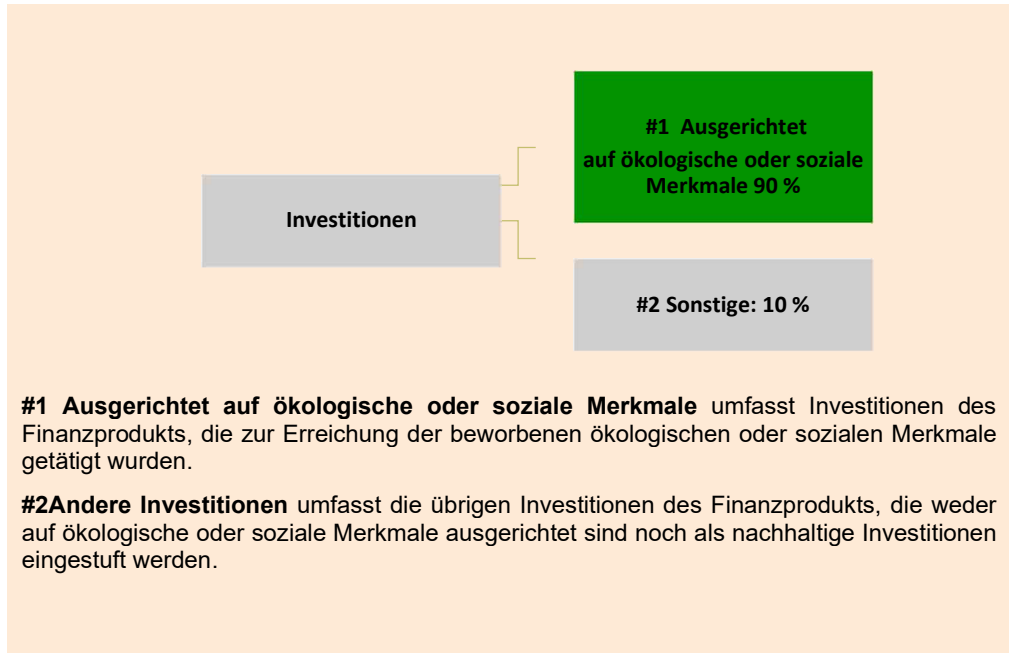 #1 Ausgerichtet
auf ökologische oder soziale
Merkmale 90 %
Investitionen
#2 Sonstige: 10 %
#1 Ausgerichtet auf ökologische oder soziale Merkmale umfasst Investitionen des
Finanzprodukts, die zur Erreichung der beworbenen ökologischen oder sozialen Merkmale
getätigt wurden.
#2Andere Investitionen umfasst die übrigen Investitionen des Finanzprodukts, die weder
auf ökologische oder soziale Merkmale ausgerichtet sind noch als nachhaltige Investitionen
eingestuft werden.